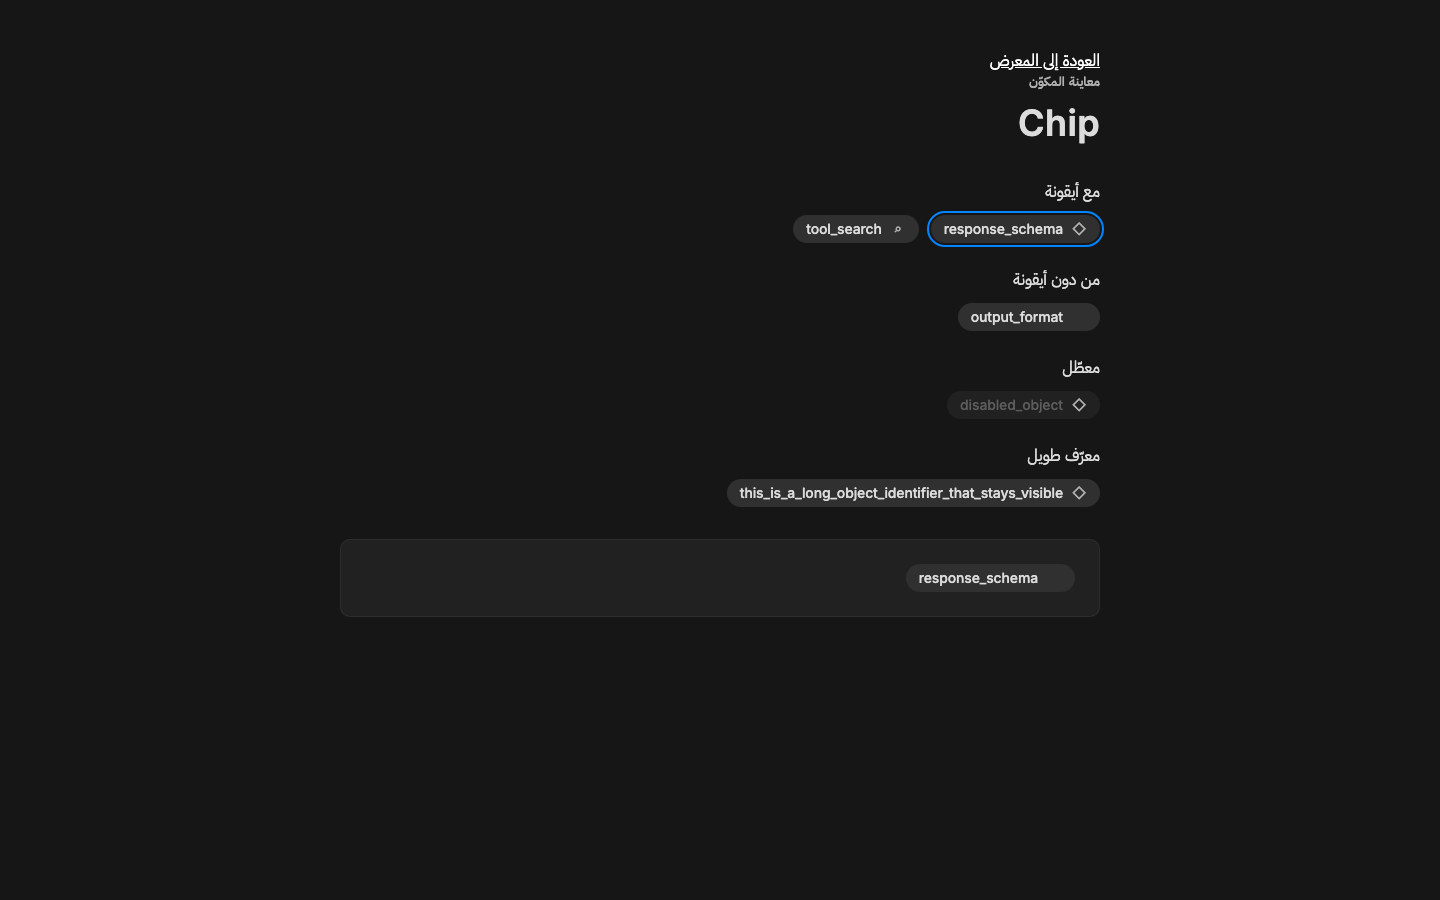 العودة إلى المعرض
معاينة المكوّن
Chip
مع أيقونة
response_schema
tool_search
من دون أيقونة
output_format
معطّل
disabled_object
معرّف طويل
this_is_a_long_object_identifier_that_stays_visible
response_schema